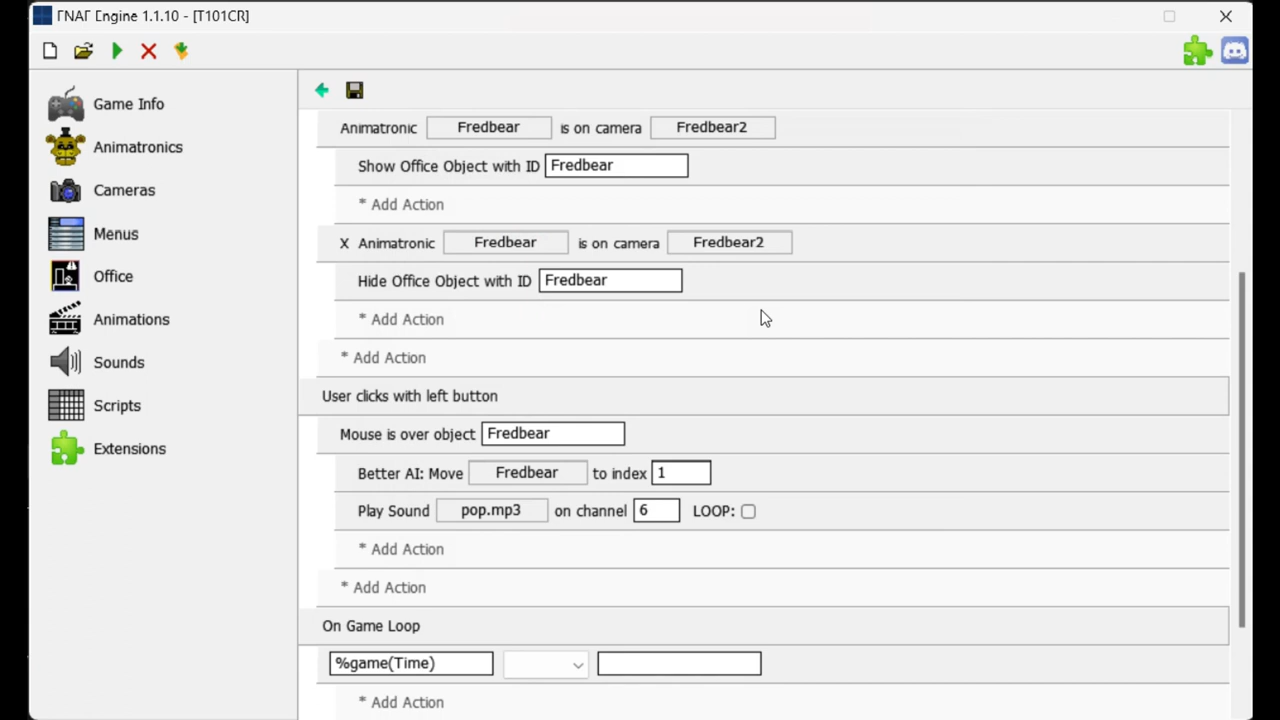 ГНАГ Engine 1.1.10 - [T101CR]
Game Info
Animatronics
Cameras
Menus
Office
Animations
Sounds
Scripts
Extensions
Animatronic Fredbear is on camera Fredbear2
Show Office Object with ID Fredbear
* Add Action
X Animatronic Fredbear is on camera Fredbear2
Hide Office Object with ID Fredbear
* Add Action
* Add Action
User clicks with left button
Mouse is over object Fredbear
Better AI: Move Fredbear to index 1
Play Sound pop.mp3 on channel 6 LOOP:
* Add Action
* Add Action
On Game Loop
%game(Time)
* Add Action